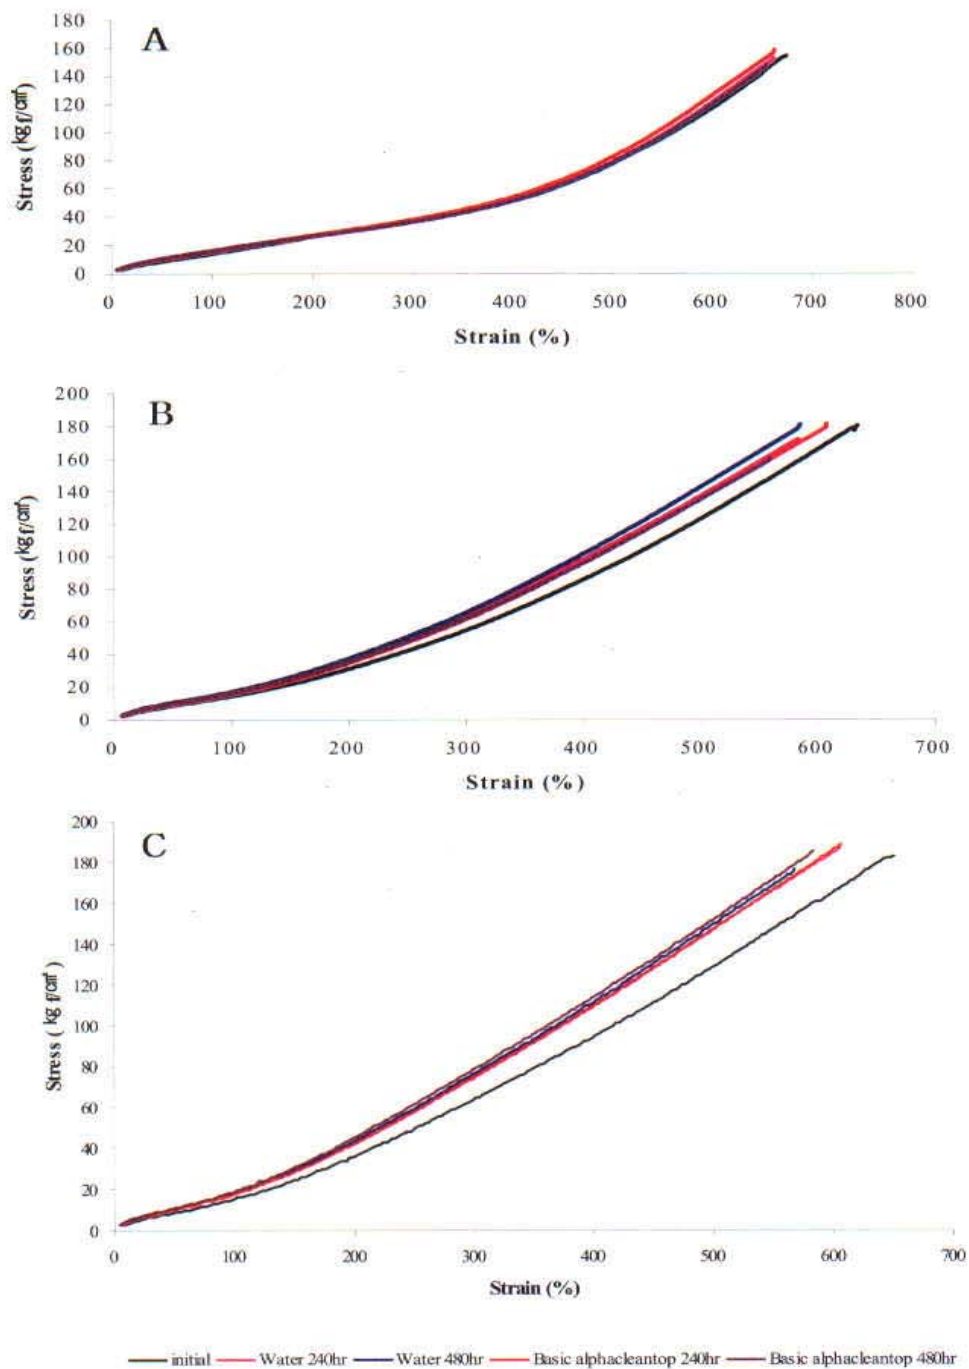 A
180
160
140
120
100
80
60
40
20
0
Stress (kgf/㎠)
0 100 200 300 400 500 600 700 800
Strain (%)
B
200
180
160
140
120
100
80
60
40
20
0
Stress (kgf/㎠)
0 100 200 300 400 500 600 700
Strain (%)
C
200
180
160
140
120
100
80
60
40
20
0
Stress (kgf/㎠)
0 100 200 300 400 500 600 700
Strain (%)
initial Water 240hr Water 480hr Basic alphacleantop 240hr Basic alphacleantop 480hr